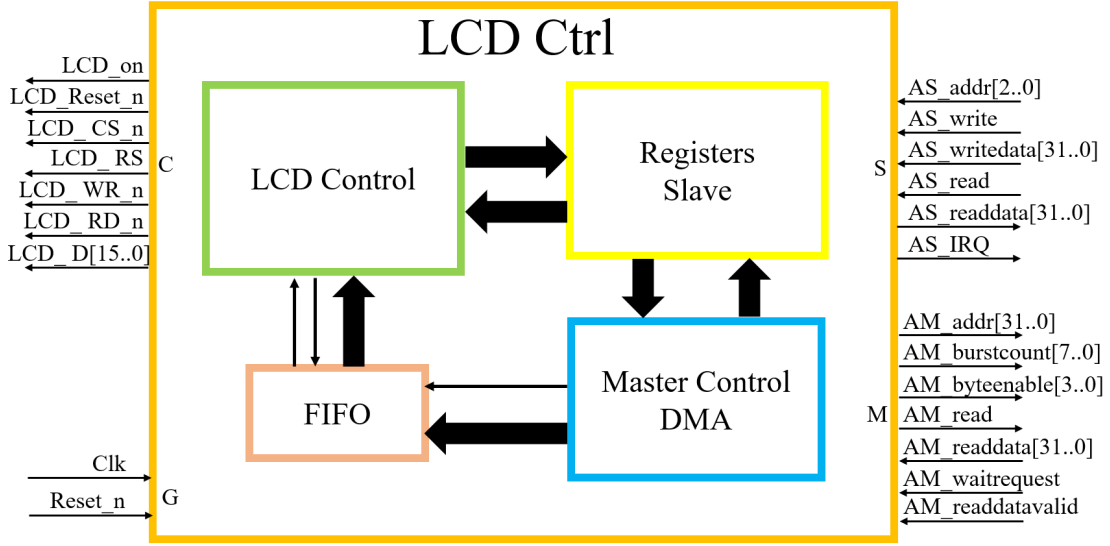 LCD Ctrl
LCD_on
LCD_Reset_n
LCD_ CS_n
LCD_ RS
LCD_ WR_n
LCD_ RD_n
LCD_ D[15..0]
C
LCD Control
Registers
Slave
S
AS_addr[2..0]
AS_write
AS_writedata[31..0]
AS_read
AS_readdata[31..0]
AS_IRQ
FIFO
Master Control
DMA
M
AM_addr[31..0]
AM_burstcount[7..0]
AM_byteenable[3..0]
AM_read
AM_readdata[31..0]
AM_waitrequest
AM_readdatavalid
Clk
Reset_n
G